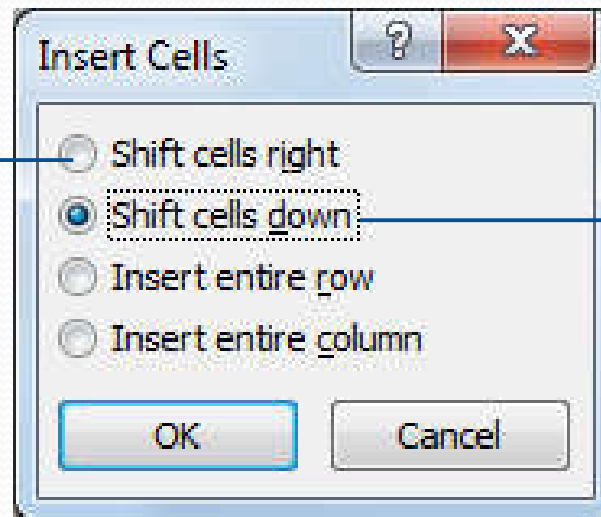 Insert Cells ?
Shift cells right
Shift cells down
Insert entire row
Insert entire column
OK Cancel